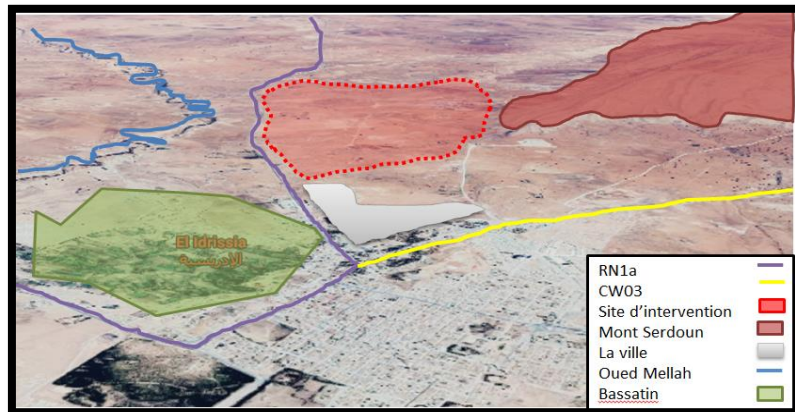 El Idrissia
الإدريسية
RN1a
CW03
Site d’intervention
Mont Serdoun
La ville
Oued Mellah
Bassatin